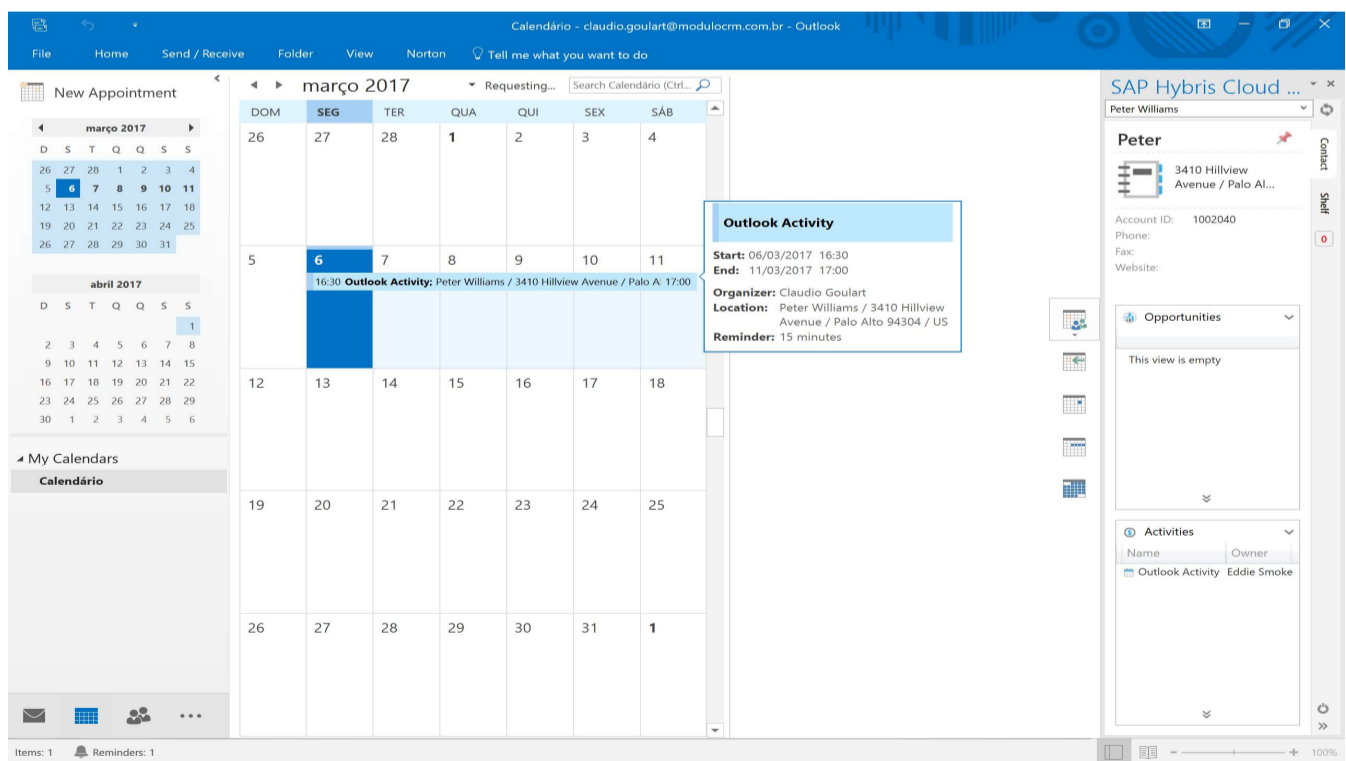 Calendário - claudio.goulart@modulocrm.com.br - Outlook
File Home Send / Receive Folder View Norton Tell me what you want to do
New Appointment
março 2017
D S T Q Q S S
26 27 28 1 2 3 4
5 6 7 8 9 10 11
12 13 14 15 16 17 18
19 20 21 22 23 24 25
26 27 28 29 30 31
abril 2017
D S T Q Q S S
1
2 3 4 5 6 7 8
9 10 11 12 13 14 15
16 17 18 19 20 21 22
23 24 25 26 27 28 29
30 1 2 3 4 5 6
My Calendars
Calendário
março 2017 Requesting... Search Calendário (Ctrl...
DOM SEG TER QUA QUI SEX SÁB
26 27 28 1 2 3 4
5 6 7 8 9 10 11
16:30 Outlook Activity; Peter Williams / 3410 Hillview Avenue / Palo A 17:00
12 13 14 15 16 17 18
19 20 21 22 23 24 25
26 27 28 29 30 31 1
Outlook Activity
Start: 06/03/2017 16:30
End: 11/03/2017 17:00
Organizer: Claudio Goulart
Location: Peter Williams / 3410 Hillview
Avenue / Palo Alto 94304 / US
Reminder: 15 minutes
SAP Hybris Cloud ...
Peter Williams
Peter
3410 Hillview
Avenue / Palo Al...
Account ID: 1002040
Phone:
Fax:
Website:
Opportunities
This view is empty
Activities
Name Owner
Outlook Activity Eddie Smoke
Contact
Shelf
0
Items: 1 Reminders: 1
100%